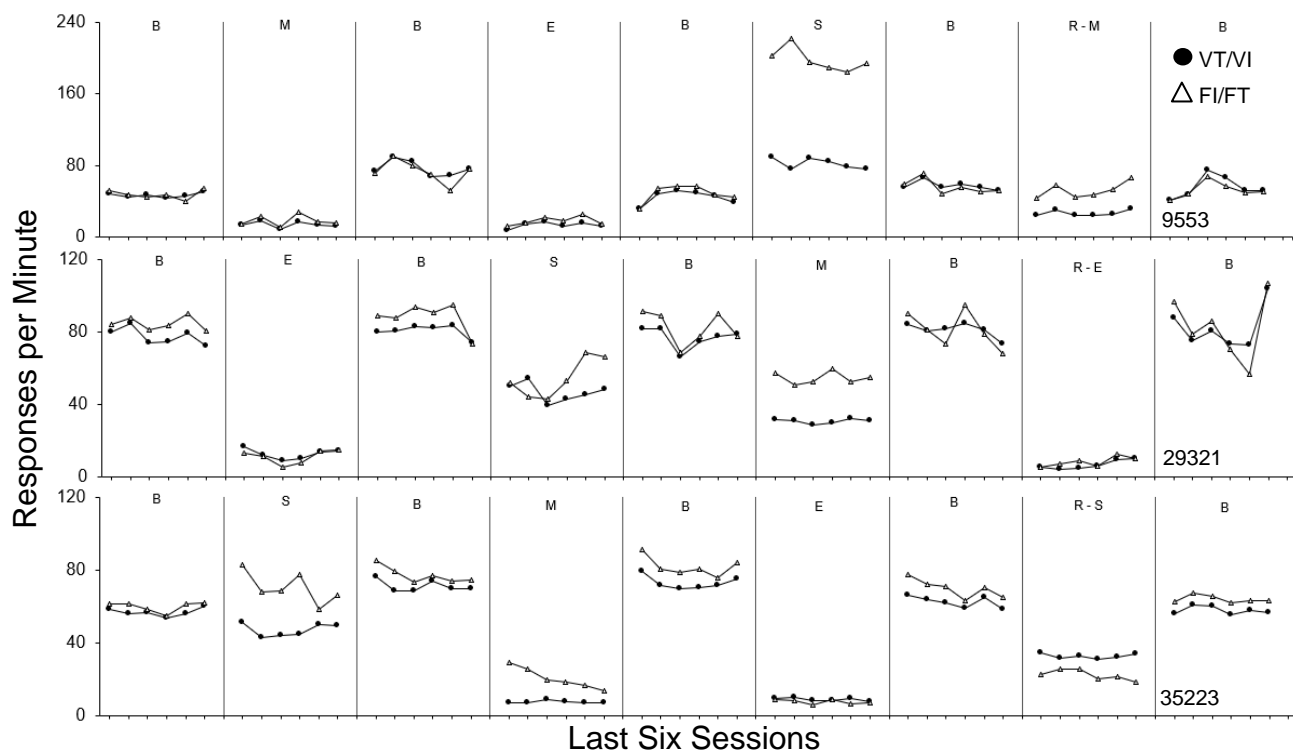 Responses per Minute
240
160
80
0
B M B E B S B R - M B
VT/VI
FI/FT
9553
120
80
40
0
B E B S B M B R - E B
29321
120
80
40
0
B S B M B E B R - S B
35223
Last Six Sessions